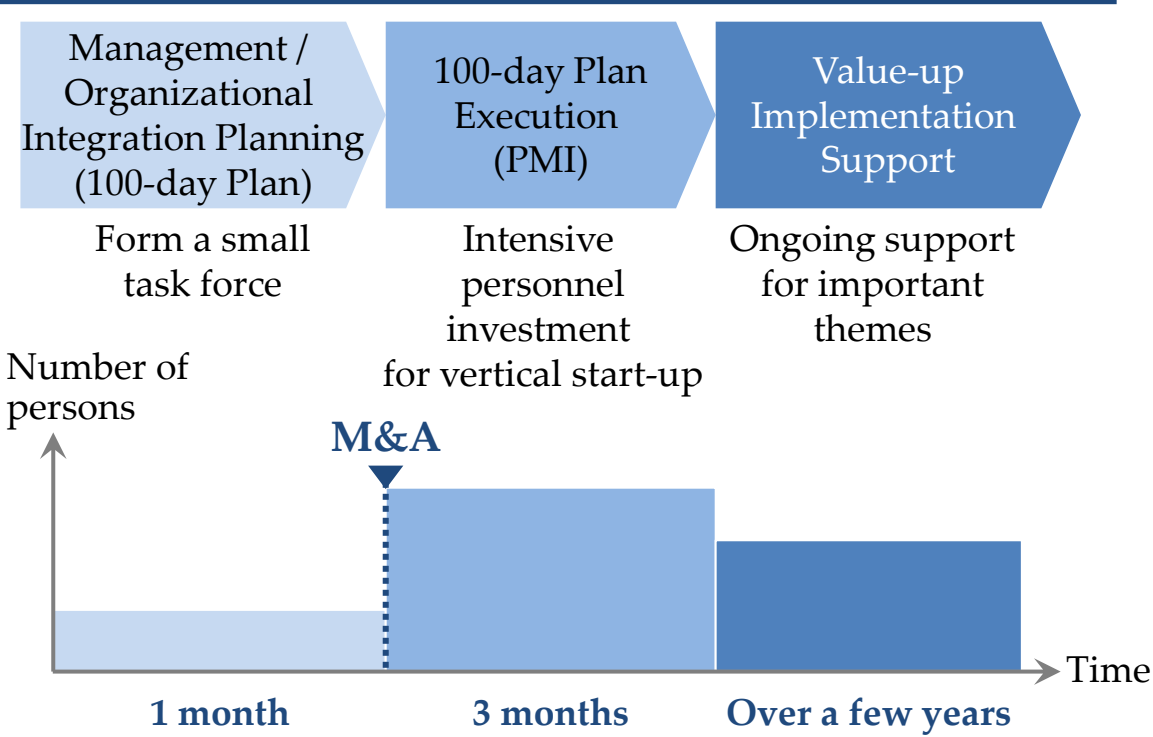 Management /
Organizational
Integration Planning
(100-day Plan)
100-day Plan
Execution
(PMI)
Value-up
Implementation
Support
Form a small
task force
Intensive
personnel
investment
for vertical start-up
Ongoing support
for important
themes
Number of
persons
M&A
Time
1 month
3 months
Over a few years